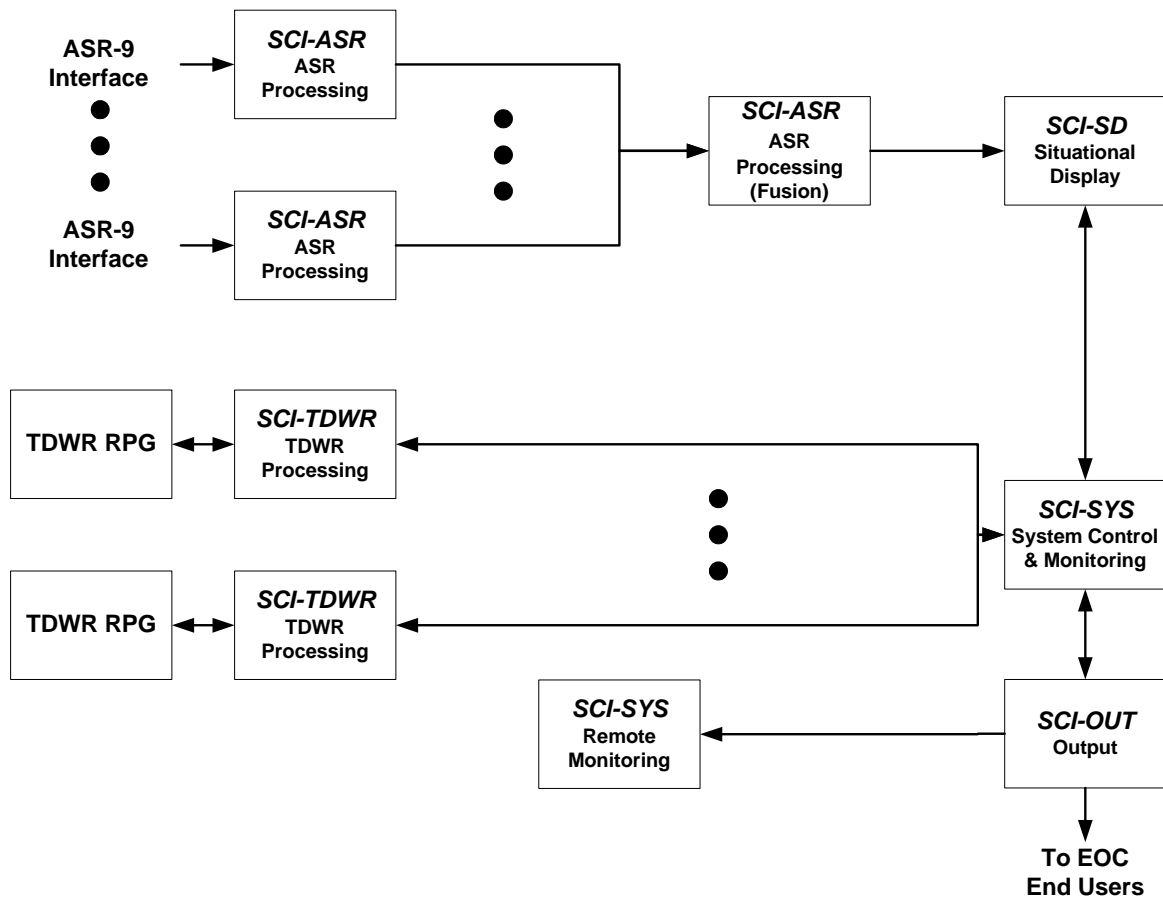 ASR-9
Interface
SCI-ASR
ASR
Processing
SCI-ASR
ASR
Processing
(Fusion)
SCI-SD
Situational
Display
ASR-9
Interface
SCI-ASR
ASR
Processing
TDWR RPG
SCI-TDWR
TDWR
Processing
SCI-SYS
System Control
& Monitoring
TDWR RPG
SCI-TDWR
TDWR
Processing
SCI-SYS
Remote
Monitoring
SCI-OUT
Output
To EOC
End Users